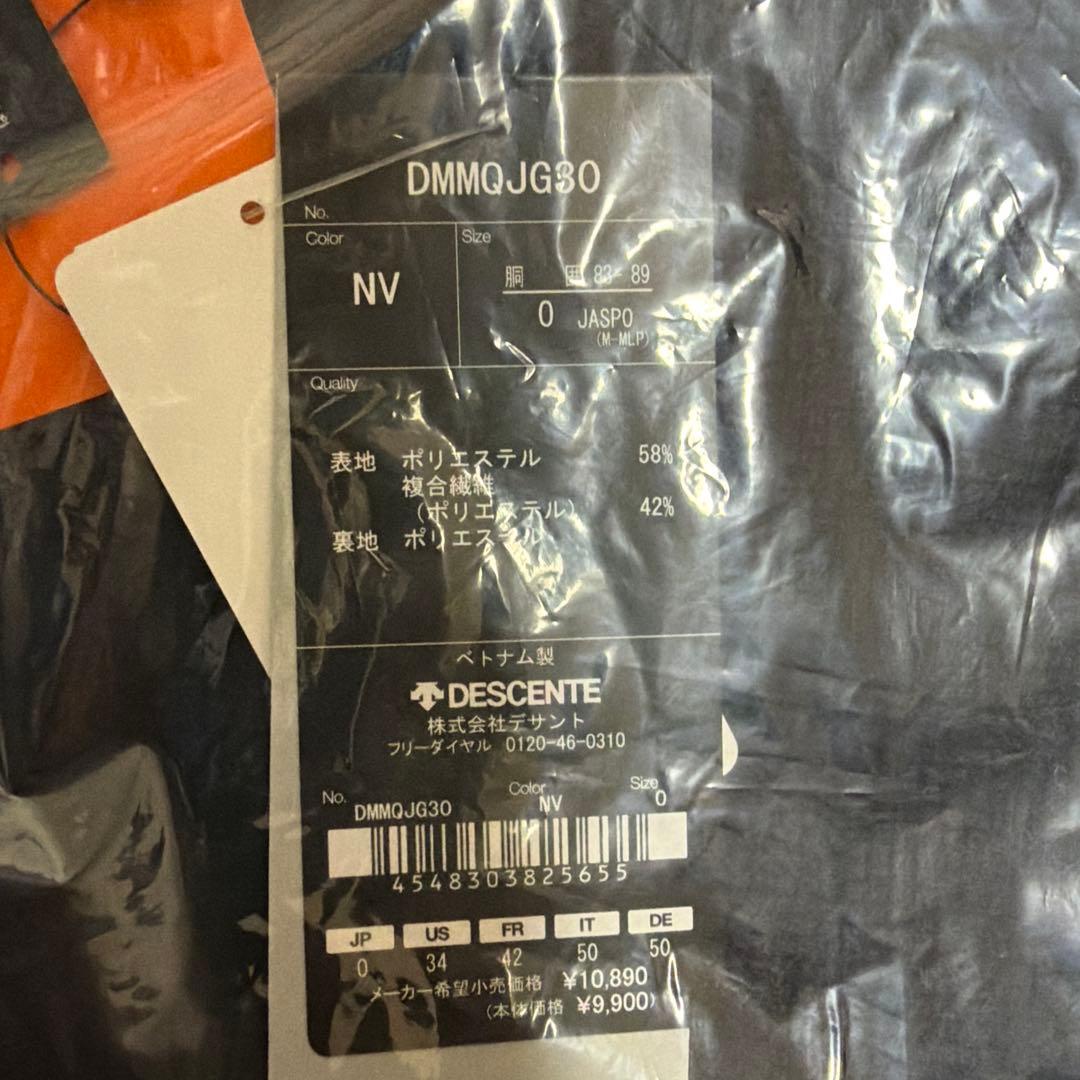 DMMQJG30
No.
Color
Size
NV
胴 囲 83- 89
0 JASPO
(M-MLP)
Quality
表地 ポリエステル 58%
複合繊維
(ポリエステル) 42%
裏地 ポリエステル
ベトナム製
DESCENTE
株式会社デサント
フリーダイヤル 0120-46-0310
No. DMMQJG30 Color NV Size 0
4548303825655
JP US FR IT DE
0 34 42 50 50
メーカー希望小売価格 ¥10,890
(本体価格 ¥9,900)